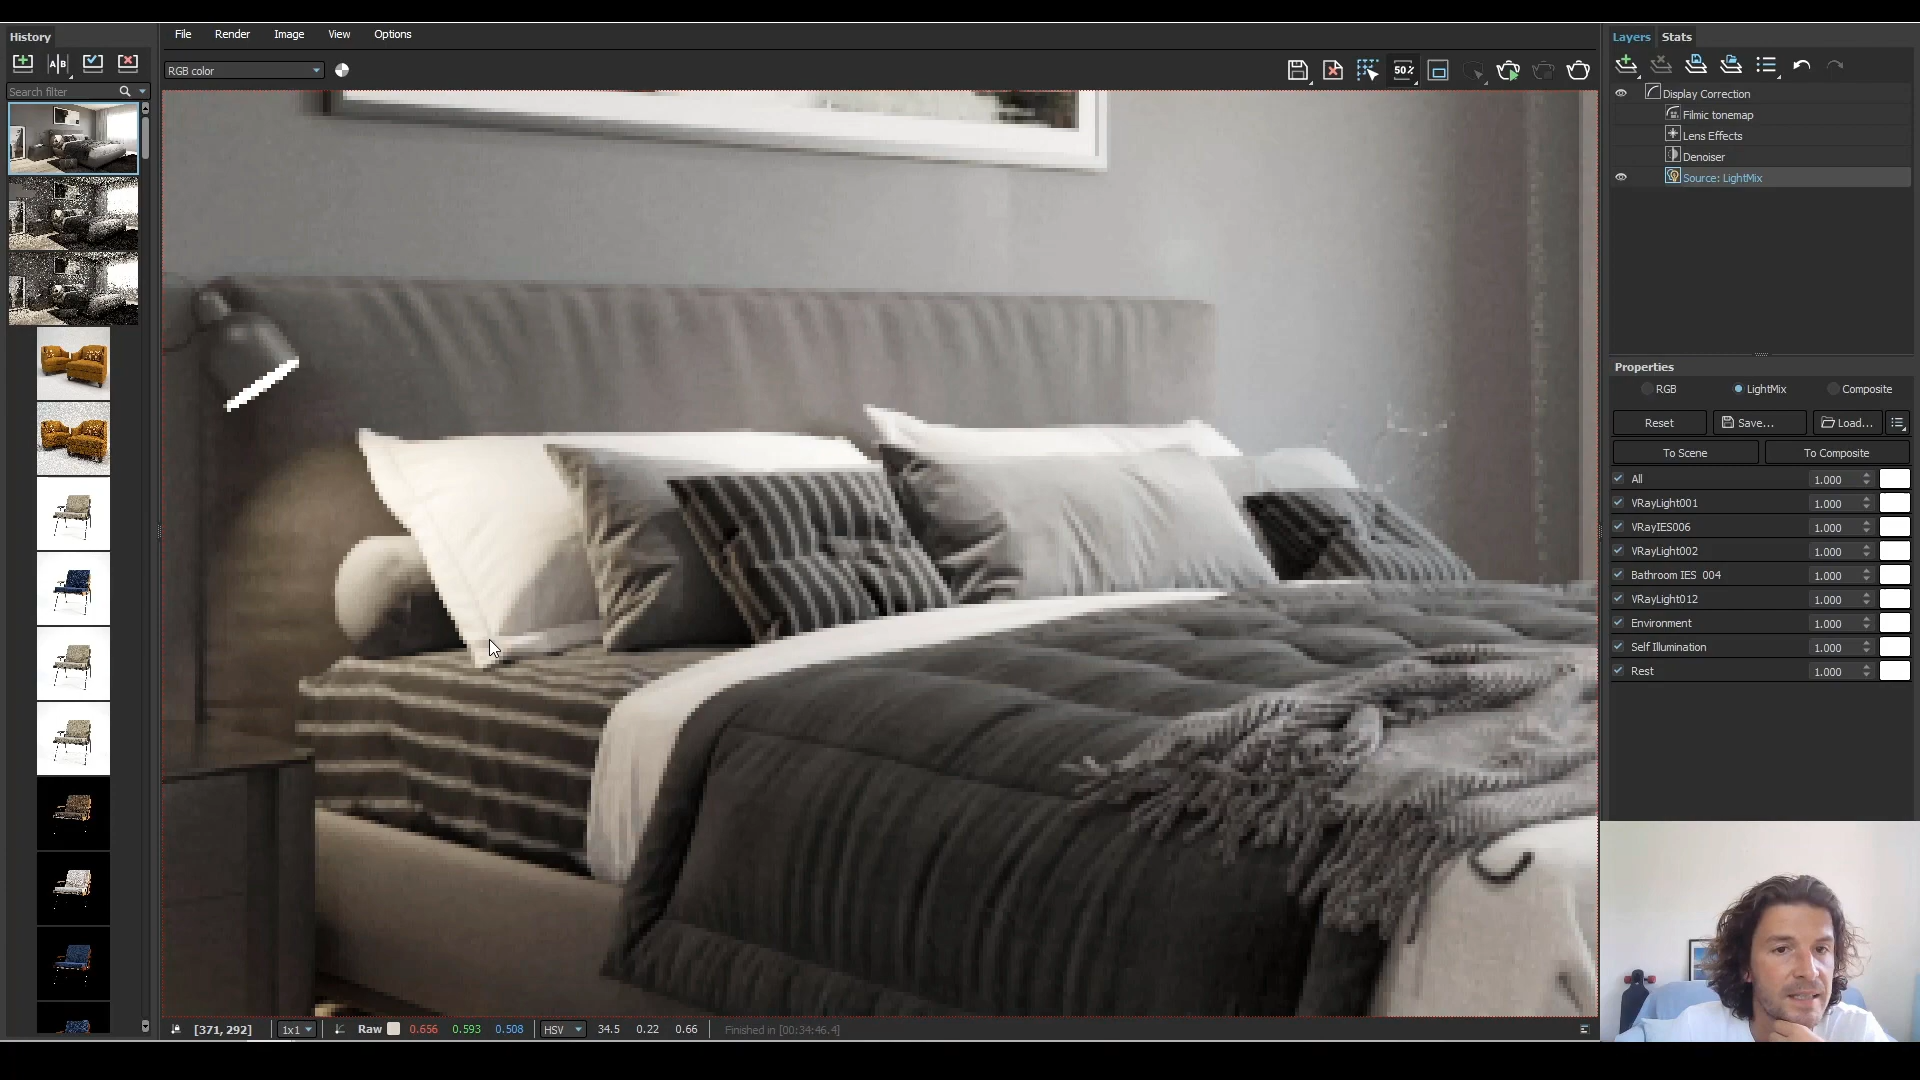 History
File Render Image View Options
Layers Stats
A|B
RGB color
50%
Search filter
Display Correction
Filmic tonemap
Lens Effects
Denoiser
Source: LightMix
Properties
RGB LightMix Composite
Reset Save... Load...
To Scene To Composite
All 1.000
VRayLight001 1.000
VRayIES006 1.000
VRayLight002 1.000
Bathroom IES 004 1.000
VRayLight012 1.000
Environment 1.000
Self Illumination 1.000
Rest 1.000
[371, 292] 1x1 Raw 0.656 0.593 0.508 HSV 34.5 0.22 0.66 Finished in [00:34:46.4]